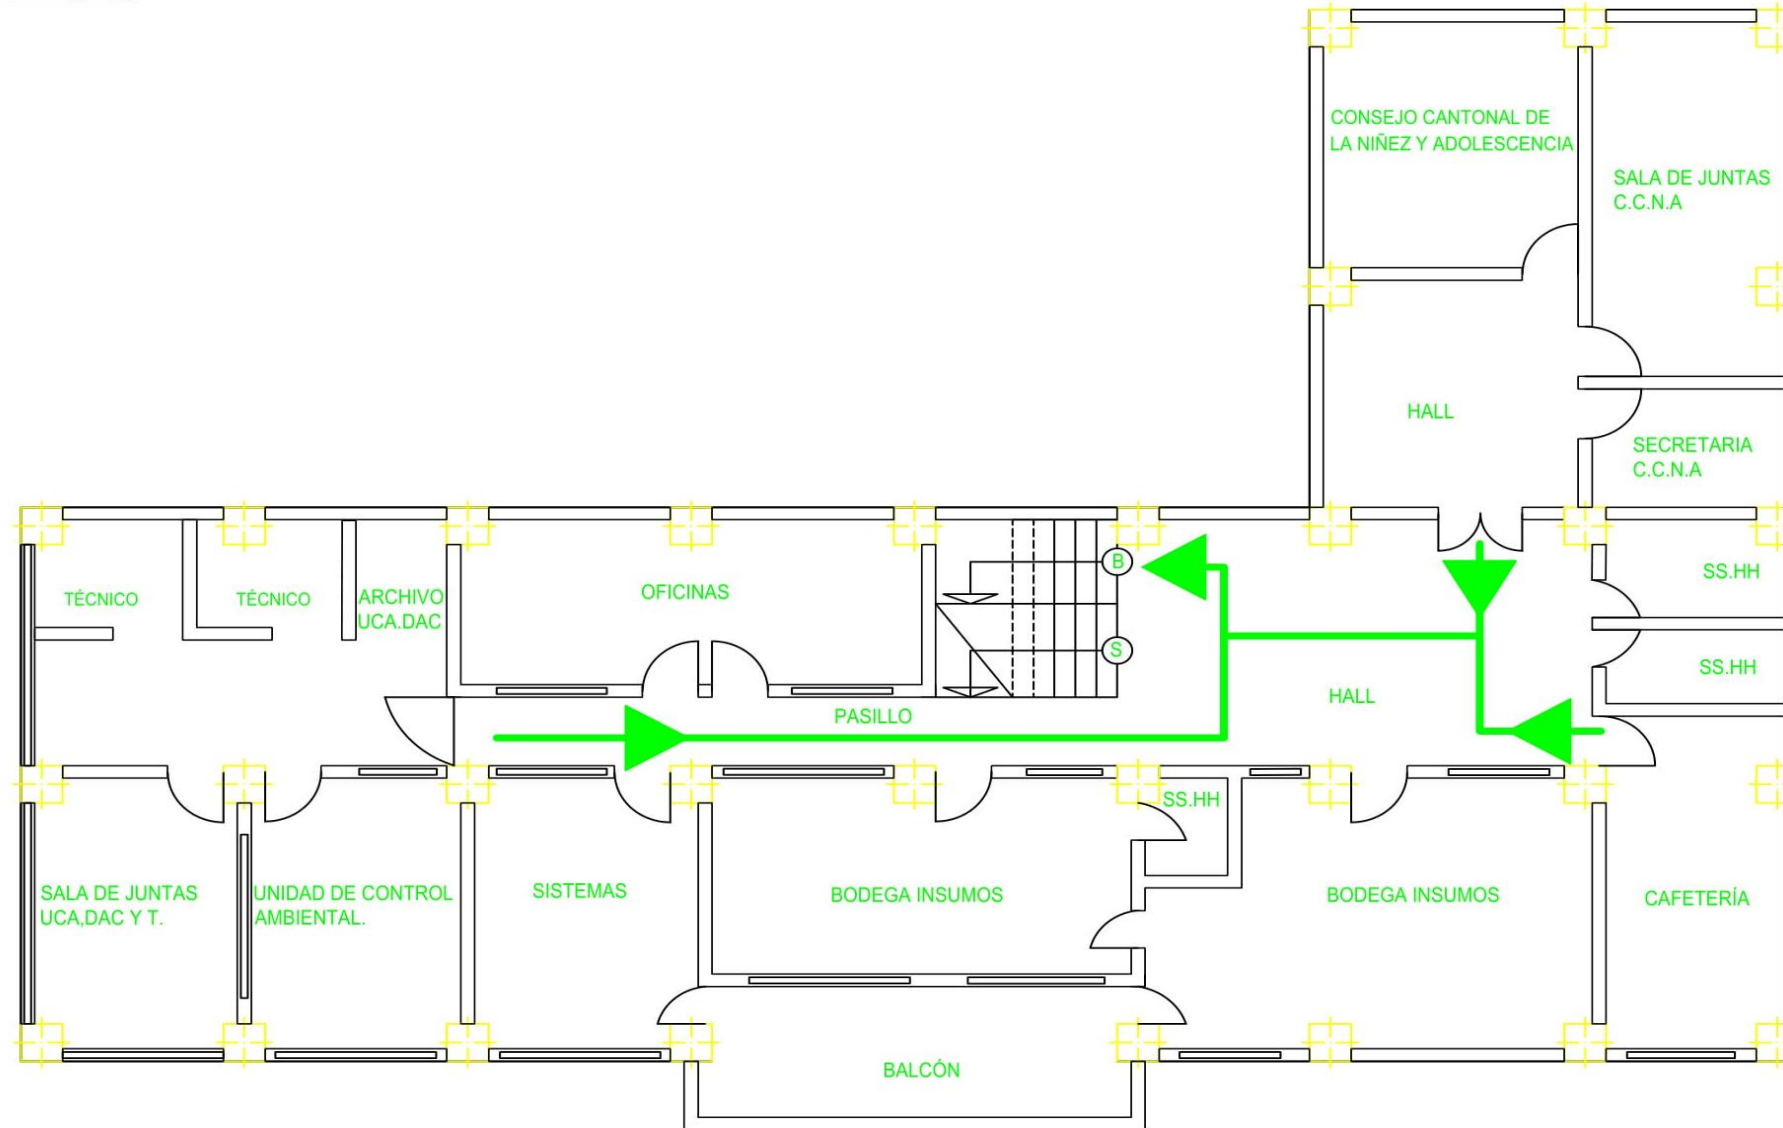 CONSEJO CANTONAL DE
LA NIÑEZ Y ADOLESCENCIA
SALA DE JUNTAS
C.C.N.A
HALL
SECRETARIA
C.C.N.A
TÉCNICO
TÉCNICO
ARCHIVO
UCA.DAC
OFICINAS
B
S
SS.HH
SS.HH
HALL
PASILLO
SS.HH
SALA DE JUNTAS
UCA,DAC Y T.
UNIDAD DE CONTROL
AMBIENTAL.
SISTEMAS
BODEGA INSUMOS
BODEGA INSUMOS
CAFETERÍA
BALCÓN